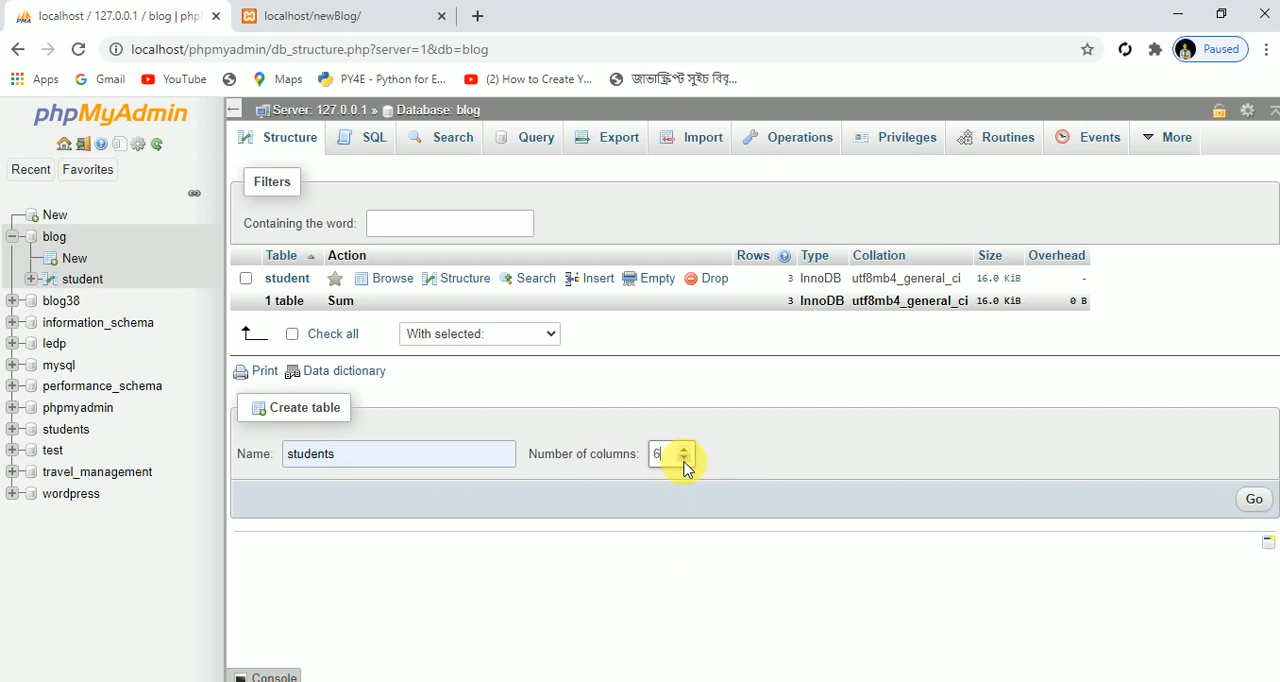 localhost / 127.0.0.1 / blog | php
localhost/newBlog/
localhost/phpmyadmin/db_structure.php?server=1&db=blog
Paused
Apps
Gmail
YouTube
Maps
PY4E - Python for E...
(2) How to Create Y...
জাভাস্ক্রিপ্ট সুইচ বিবৃ...
phpMyAdmin
Recent
Favorites
New
blog
New
student
blog38
information_schema
ledp
mysql
performance_schema
phpmyadmin
students
test
travel_management
wordpress
Server: 127.0.0.1 » Database: blog
Structure SQL Search Query Export Import Operations Privileges Routines Events More
Filters
Containing the word:
Table Action Rows Type Collation Size Overhead
student Browse Structure Search Insert Empty Drop 3 InnoDB utf8mb4_general_ci 16.0 KiB -
1 table Sum 3 InnoDB utf8mb4_general_ci 16.0 KiB 0 B
Check all With selected:
Print Data dictionary
Create table
Name: students Number of columns: 6
Go
Console